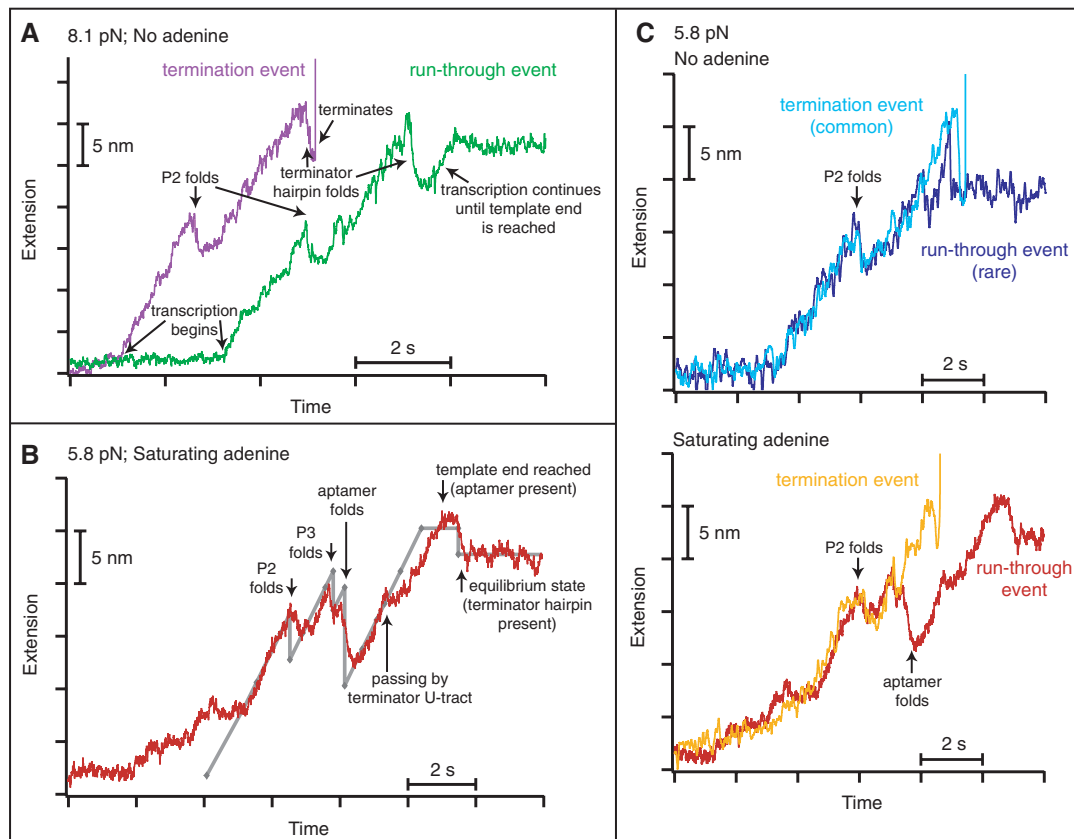 A
8.1 pN; No adenine
termination event
run-through event
5 nm
terminates
P2 folds
terminator
hairpin folds
transcription continues
until template end
is reached
transcription
begins
2 s
Extension
Time
B
5.8 pN; Saturating adenine
template end reached
(aptamer present)
aptamer
folds
5 nm
P3
folds
P2
folds
equilibrium state
(terminator hairpin
present)
passing by
terminator U-tract
2 s
Extension
Time
C
5.8 pN
No adenine
termination event
(common)
5 nm
P2 folds
run-through event
(rare)
2 s
Extension
Saturating adenine
termination event
5 nm
P2 folds
run-through
event
aptamer
folds
2 s
Extension
Time